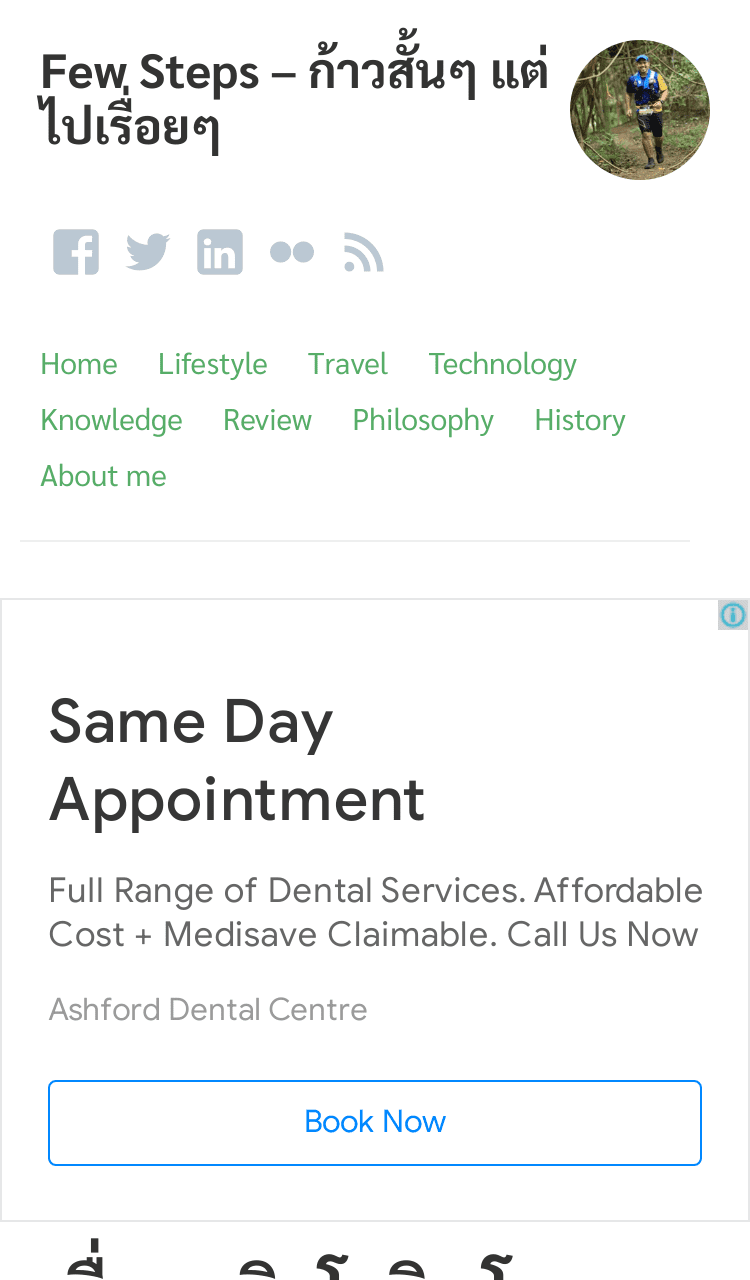 Few Steps – ก้าวสั้นๆ แต่
ไปเรื่อยๆ
Home Lifestyle Travel Technology
Knowledge Review Philosophy History
About me
Same Day
Appointment
Full Range of Dental Services. Affordable
Cost + Medisave Claimable. Call Us Now
Ashford Dental Centre
Book Now